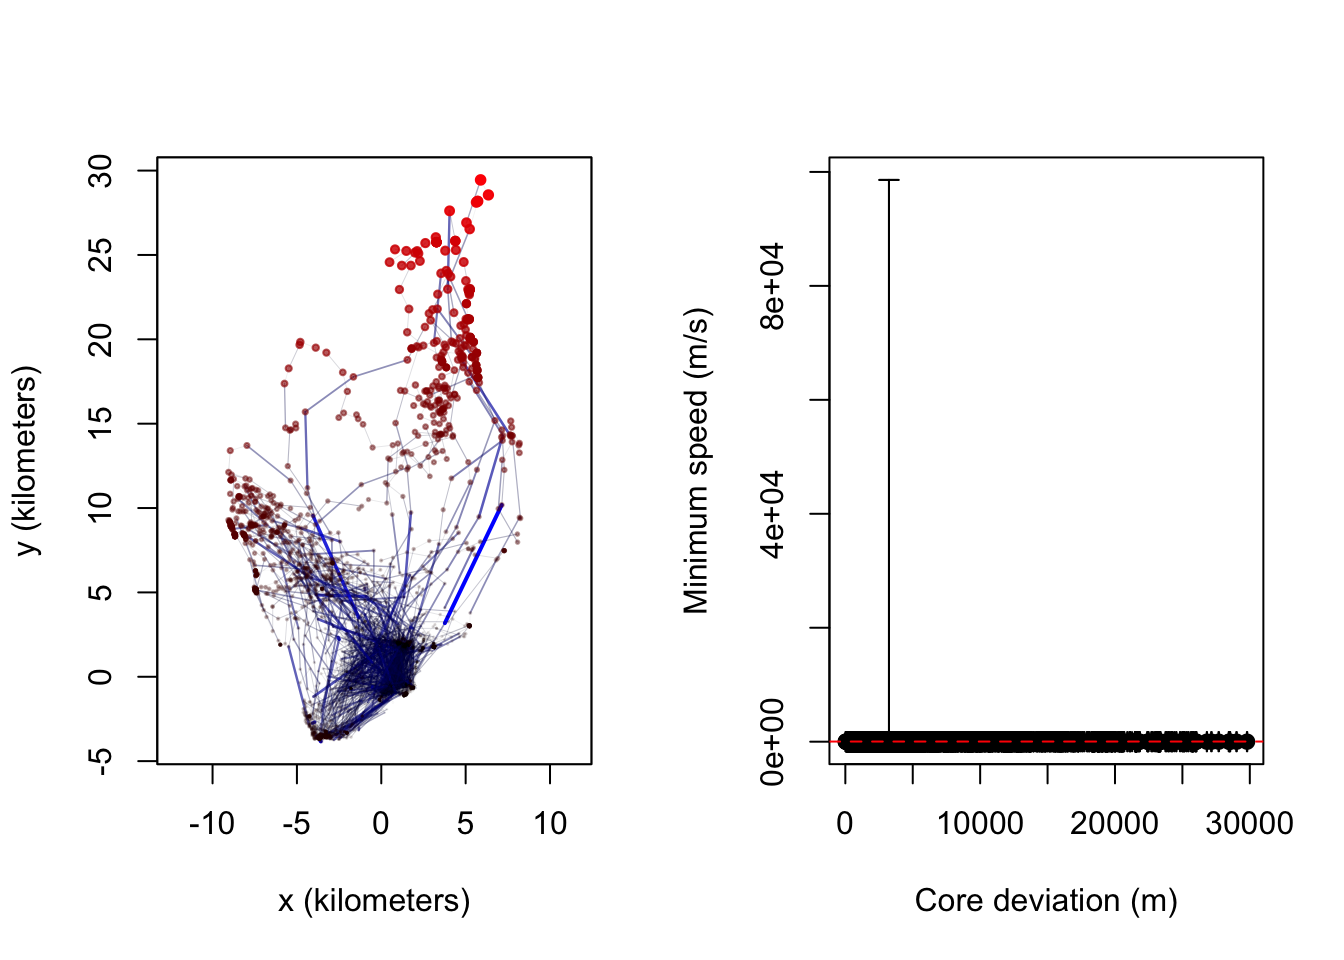 30
25
20
15
10
5
0
-5
y (kilometers)
-10 -5 0 5 10
x (kilometers)
8e+04
4e+04
0e+00
Minimum speed (m/s)
0 10000 20000 30000
Core deviation (m)